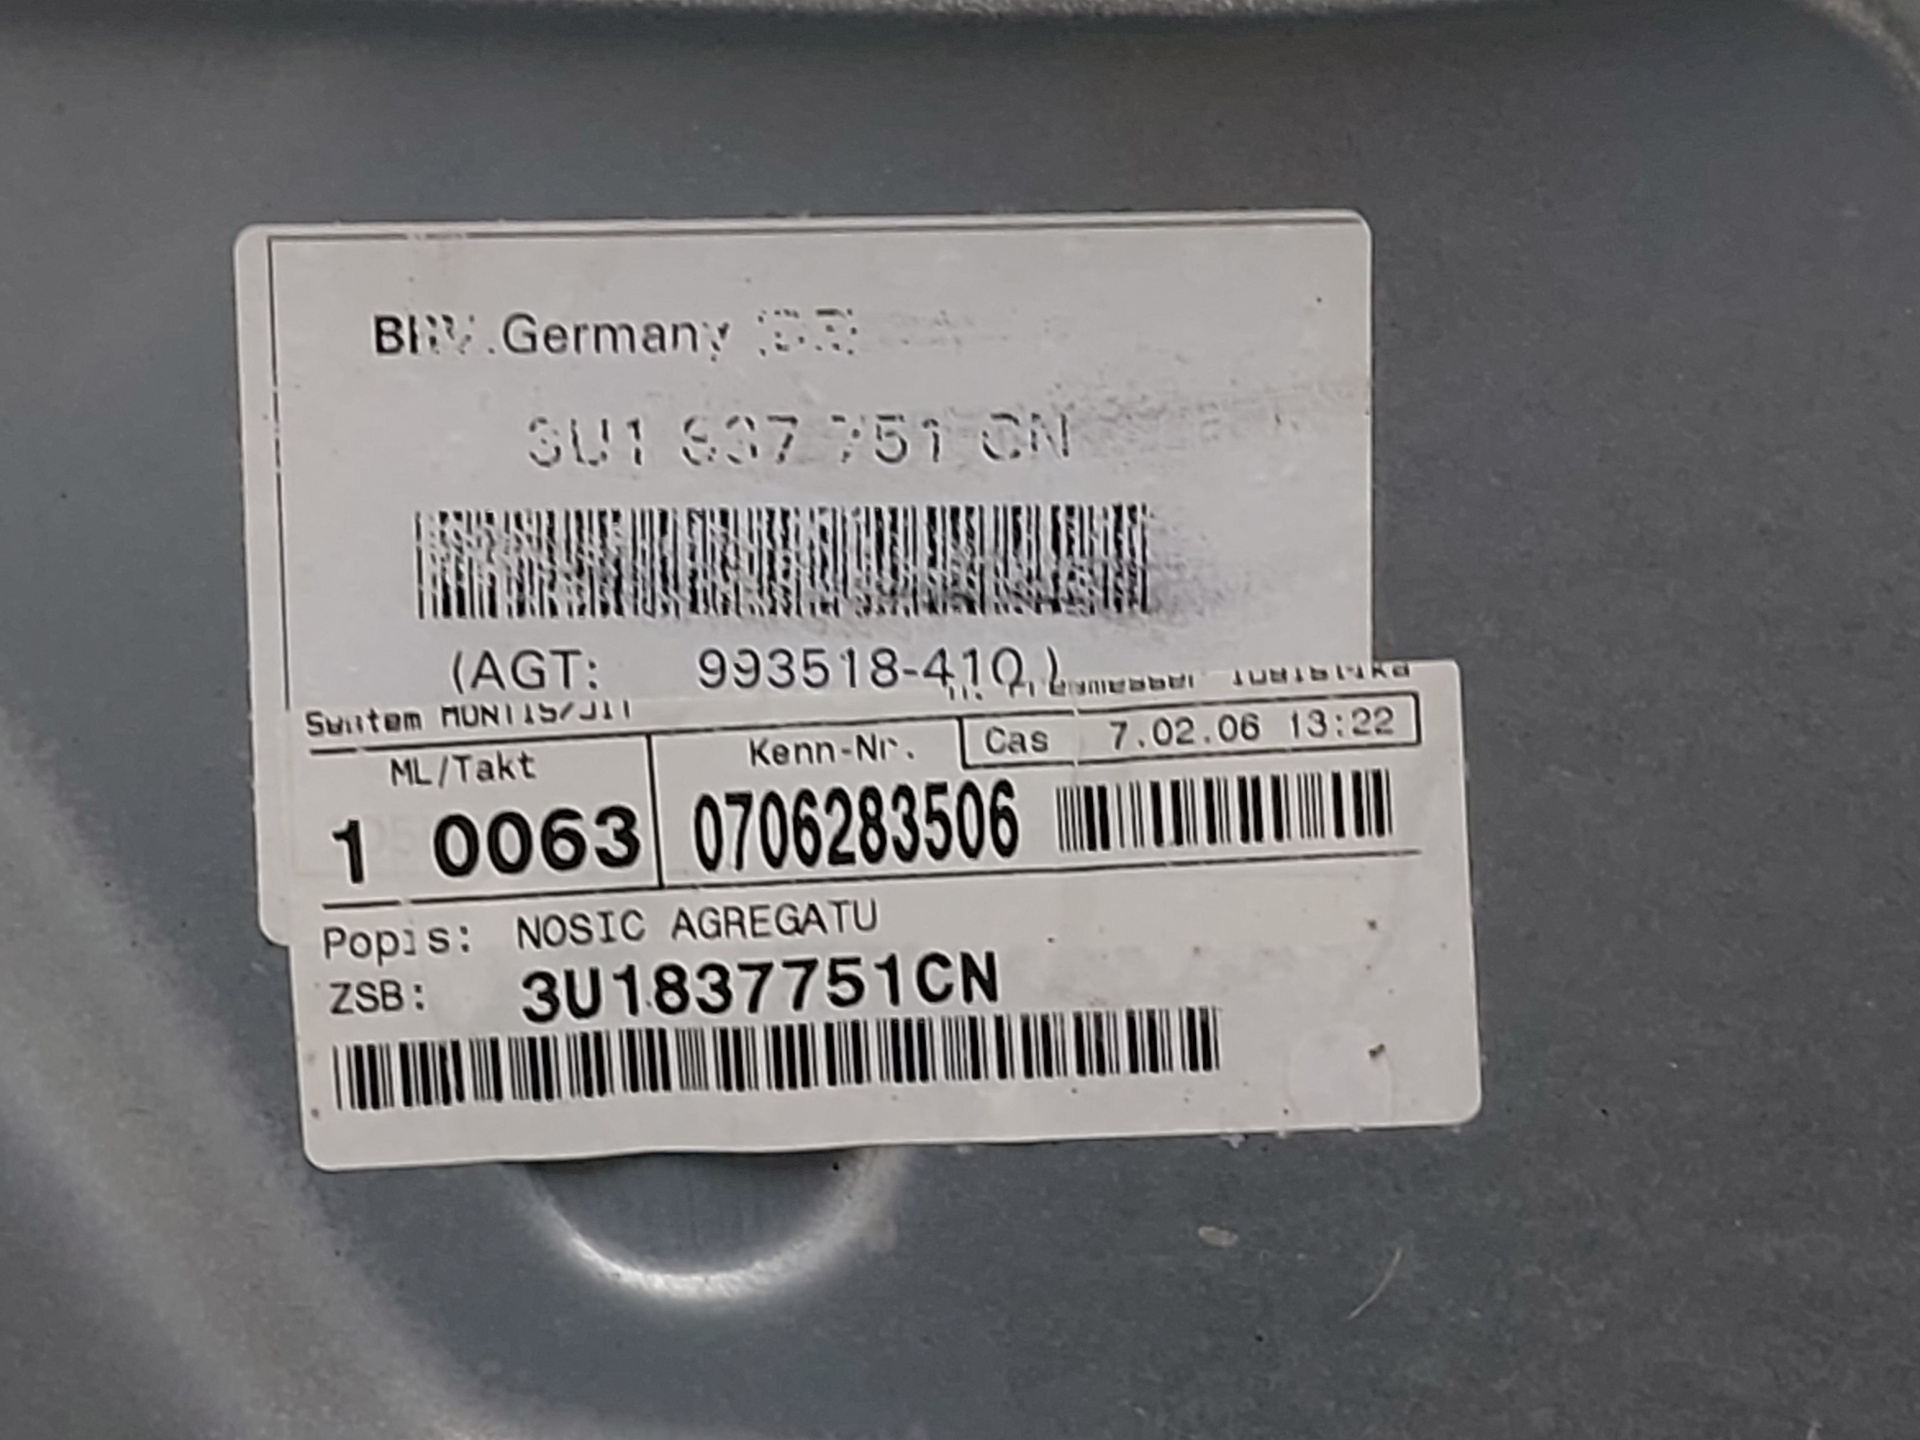 Germany
3U1 837 751 CN
(AGT: 993518-410)
ML/Takt
Kenn-Nr.
Cas 7.02.06 13:22
1 0063
0706283506
Popis: NOSIC AGREGATU
ZSB: 3U1837751CN